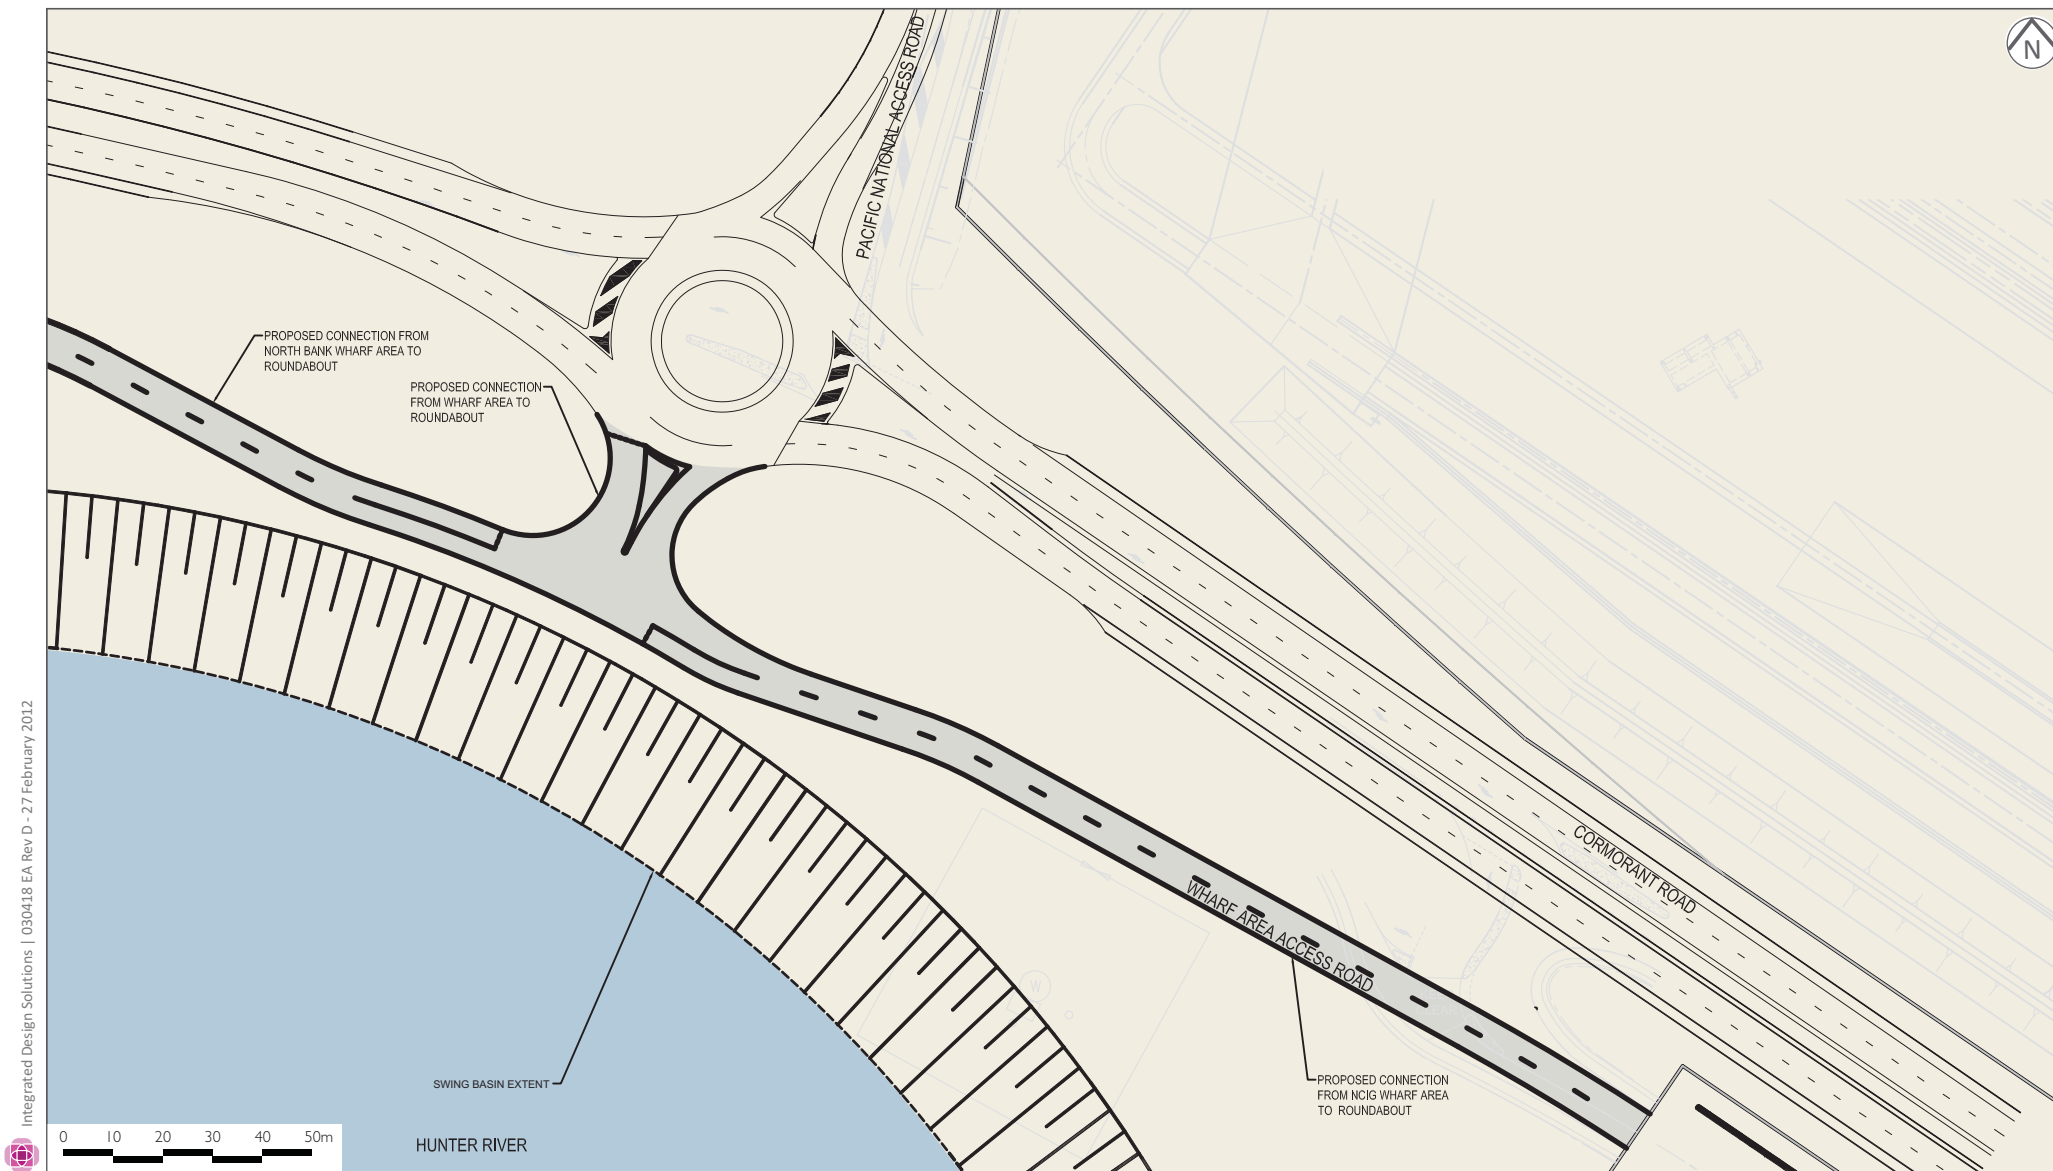 N
PACIFIC NATIONAL ACCESS ROAD
PROPOSED CONNECTION FROM
NORTH BANK WHARF AREA TO
ROUNDABOUT
PROPOSED CONNECTION
FROM WHARF AREA TO
ROUNDABOUT
CORMORANT ROAD
WHARF AREA ACCESS ROAD
W
PROPOSED CONNECTION
FROM NCIG WHARF AREA
TO ROUNDABOUT
SWING BASIN EXTENT
HUNTER RIVER
0 10 20 30 40 50m
Integrated Design Solutions | 030418 EA Rev D - 27 February 2012